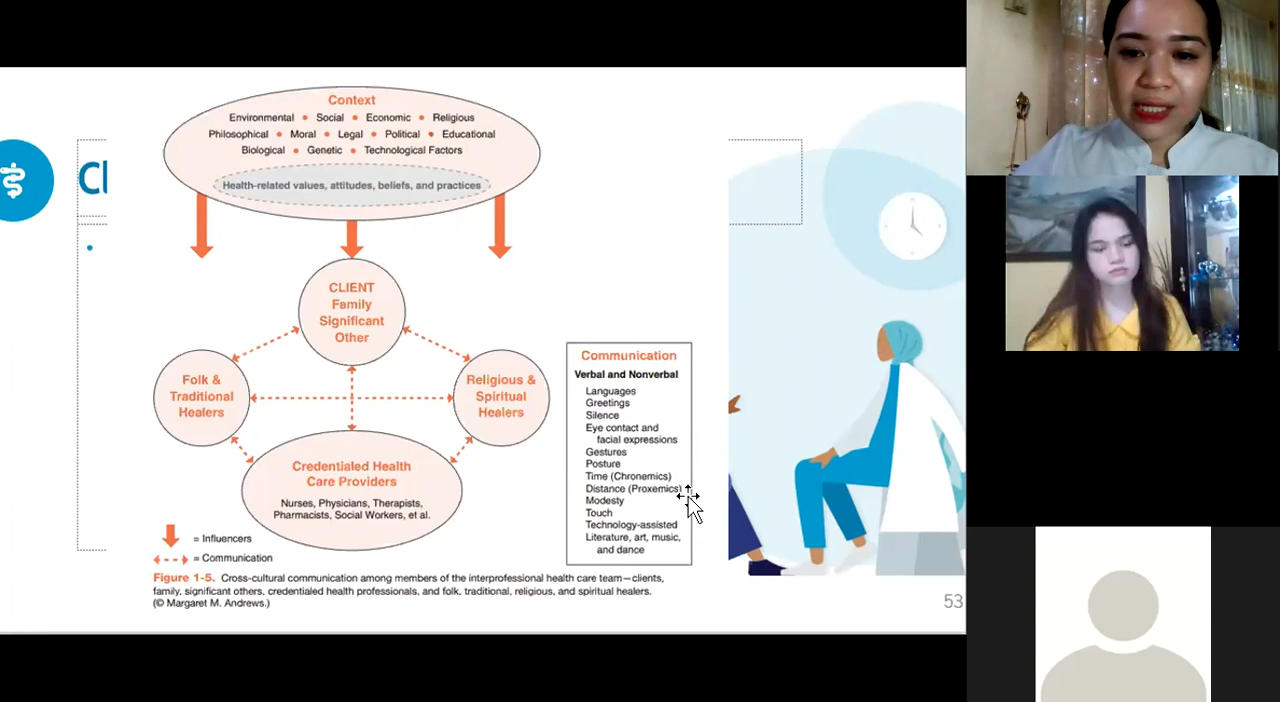 Context
Environmental • Social • Economic • Religious
Philosophical • Moral • Legal • Political • Educational
Biological • Genetic • Technological Factors
Health-related values, attitudes, beliefs, and practices
Cl
CLIENT
Family
Significant
Other
Folk &
Traditional
Healers
Religious &
Spiritual
Healers
Credentialed Health
Care Providers
Nurses, Physicians, Therapists,
Pharmacists, Social Workers, et al.
Communication
Verbal and Nonverbal
Languages
Greetings
Silence
Eye contact and
facial expressions
Gestures
Posture
Time (Chronemics)
Distance (Proxemics)
Modesty
Touch
Technology-assisted
Literature, art, music,
and dance
= Influencers
= Communication
Figure 1-5. Cross-cultural communication among members of the interprofessional health care team—clients,
family, significant others, credentialed health professionals, and folk, traditional, religious, and spiritual healers.
(© Margaret M. Andrews.)
53